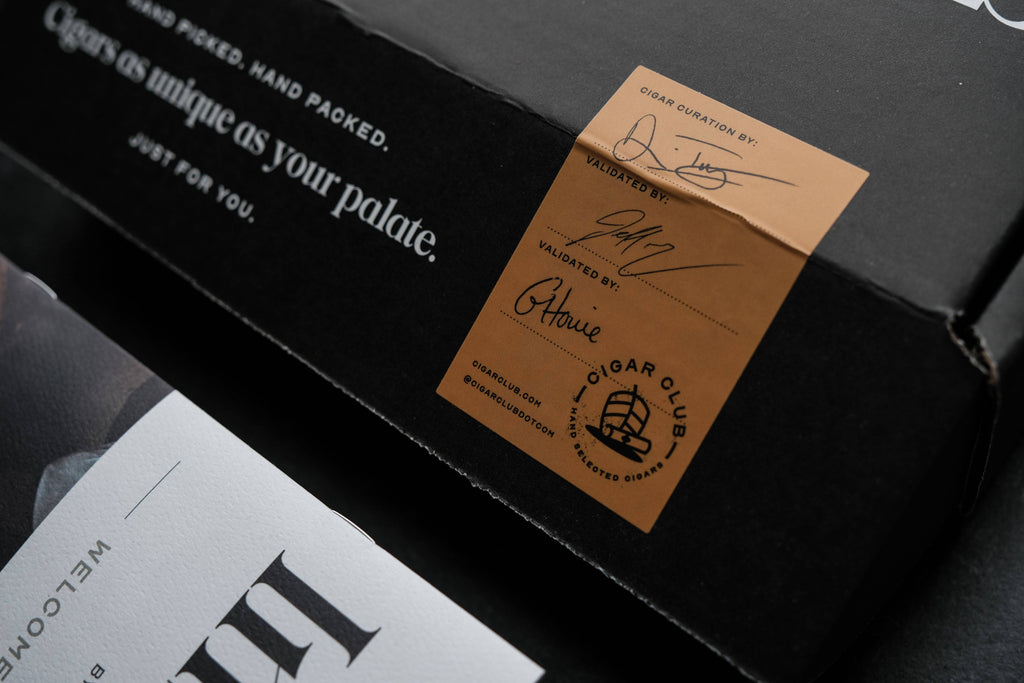 HAND PICKED. HAND PACKED.
Cigars as unique as your palate.
JUST FOR YOU.
CIGAR CURATION BY:
VALIDATED BY:
VALIDATED BY:
GHowie
CIGARCLUB.COM
@CIGARCLUBDOTCOM
CIGAR CLUB
HAND SELECTED CIGARS
WELCOME